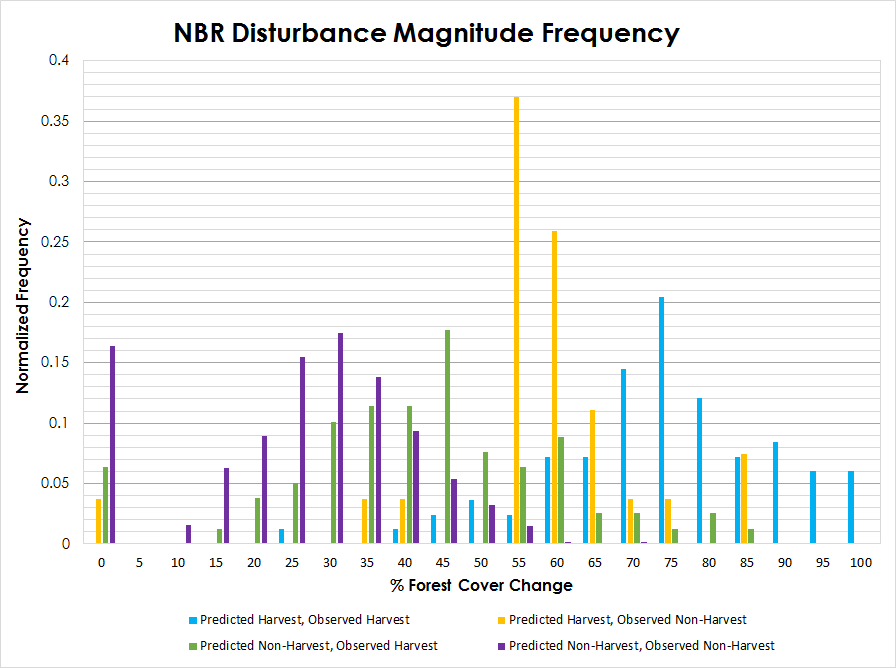 NBR Disturbance Magnitude Frequency
0.4
0.35
0.3
0.25
0.2
0.15
0.1
0.05
0
Normalized Frequency
0 5 10 15 20 25 30 35 40 45 50 55 60 65 70 75 80 85 90 95 100
% Forest Cover Change
Predicted Harvest, Observed Harvest Predicted Harvest, Observed Non-Harvest
Predicted Non-Harvest, Observed Harvest Predicted Non-Harvest, Observed Non-Harvest